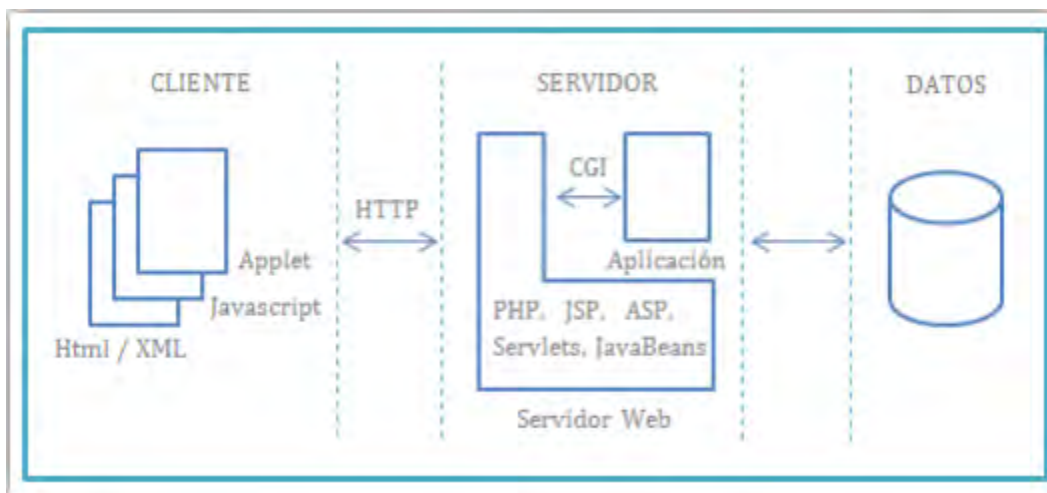 CLIENTE
SERVIDOR
DATOS
CGI
HTTP
Applet
Aplicación
Javascript
PHP, JSP, ASP,
Html / XML
Servlets, JavaBeans
Servidor Web